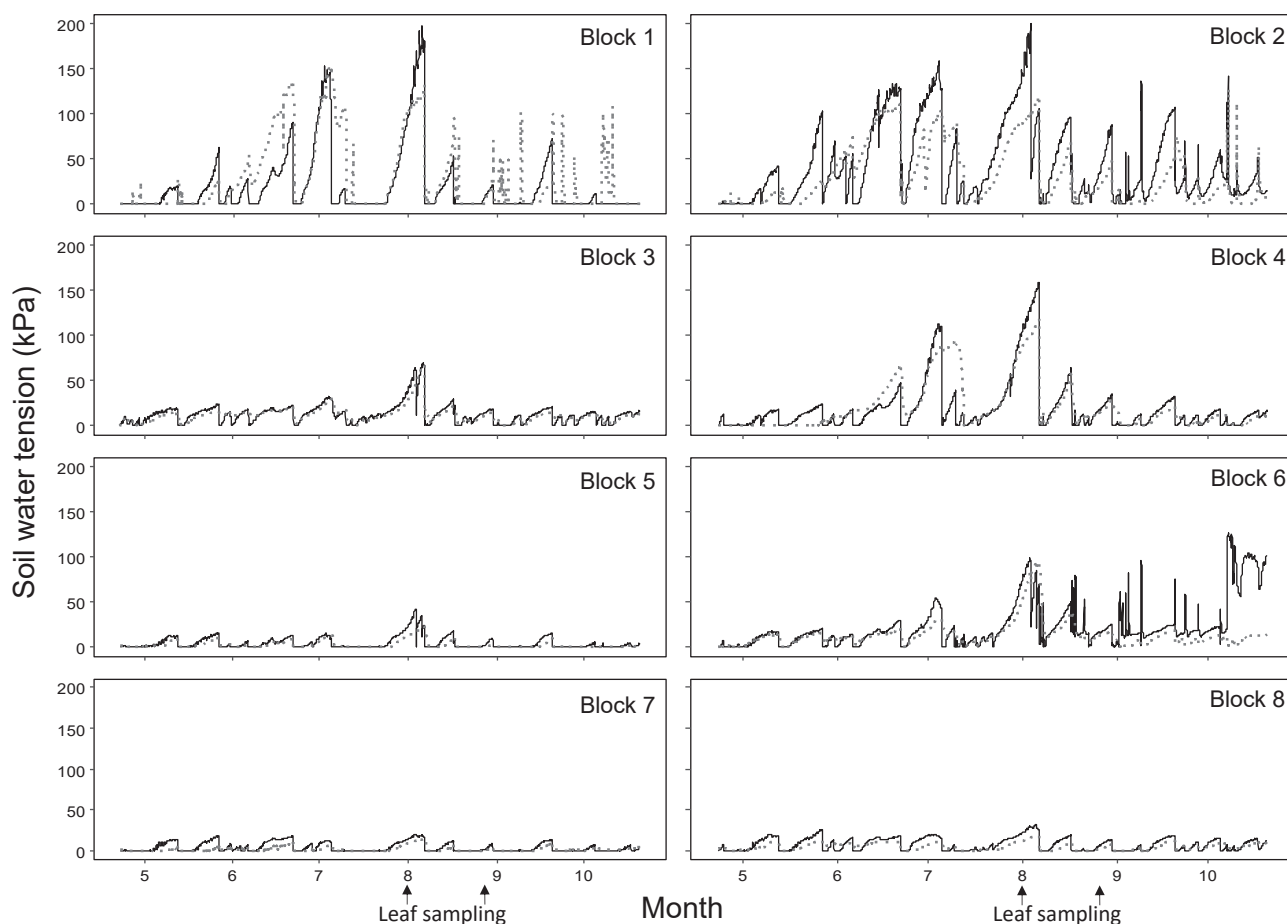 Block 1
Block 2
200
150
100
50
0
Block 3
Block 4
200
150
100
50
0
Soil water tension (kPa)
Block 5
Block 6
200
150
100
50
0
Block 7
Block 8
200
150
100
50
0
5 6 7 8 9 10 5 6 7 8 9 10
Leaf sampling Month Leaf sampling